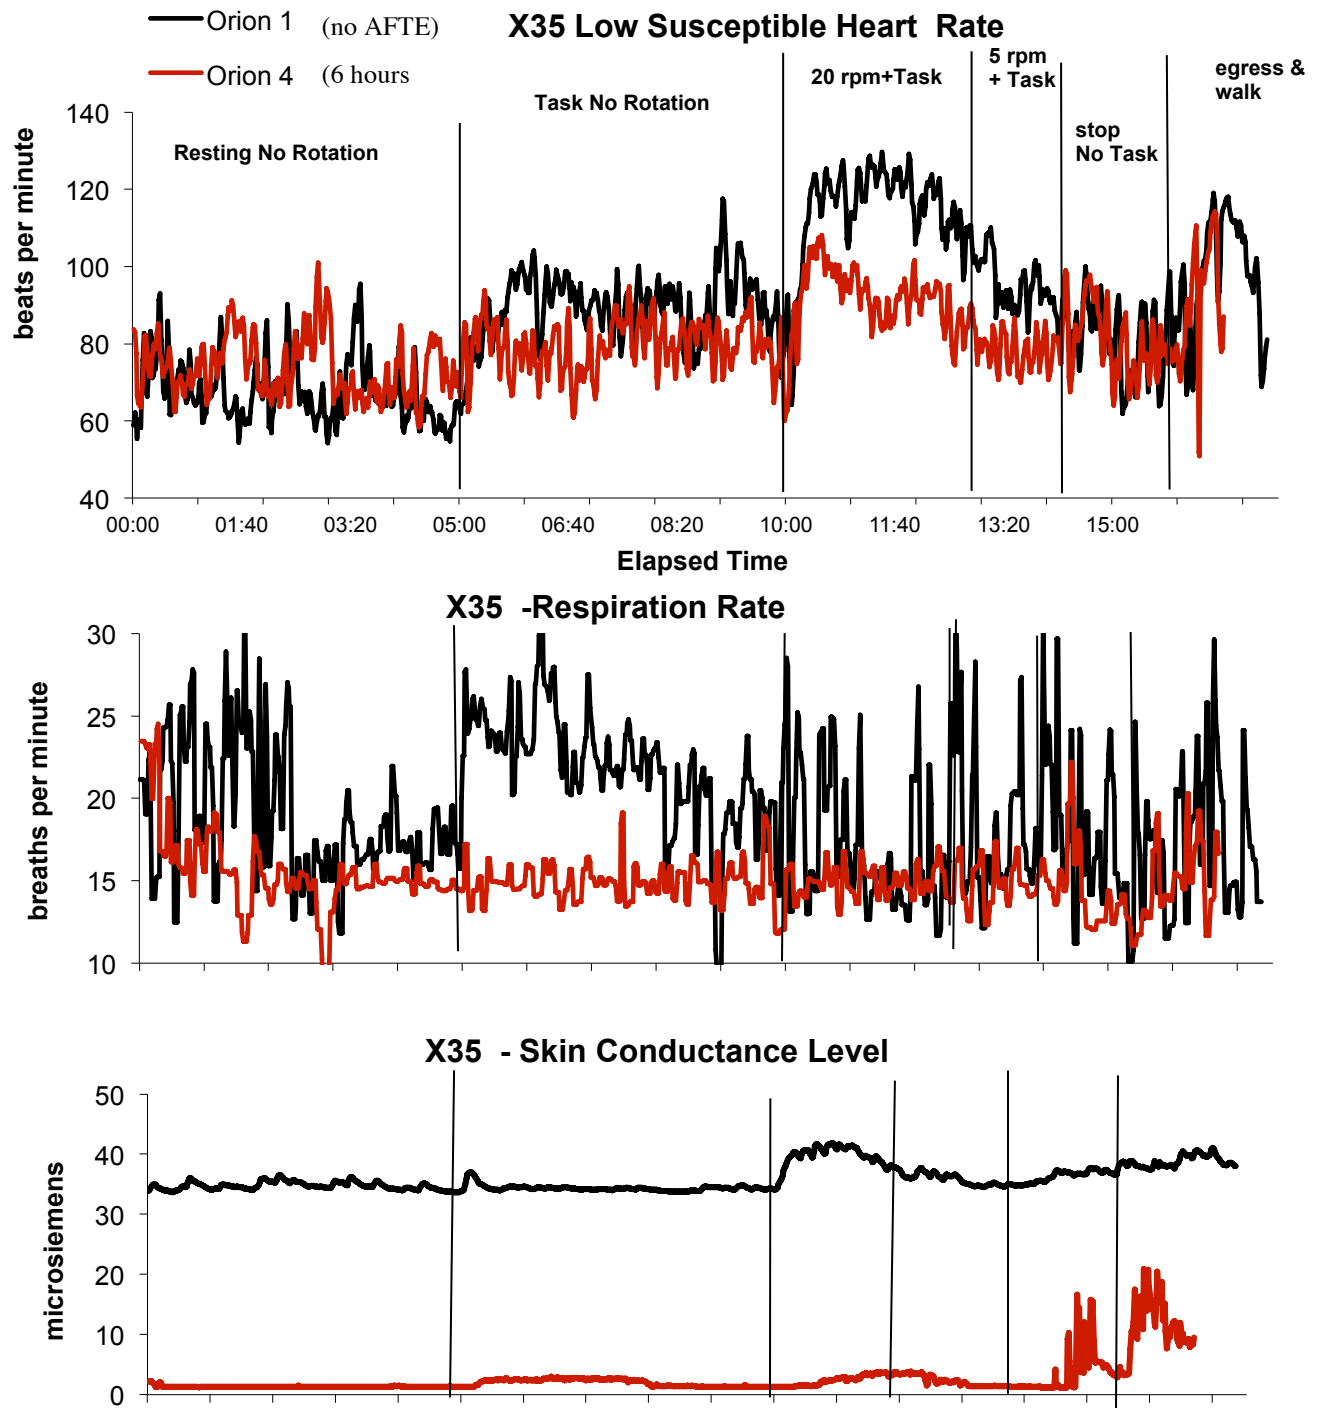 Orion 1 (no AFTE)
X35 Low Susceptible Heart Rate
Orion 4 (6 hours
5 rpm
+ Task
20 rpm+Task
egress &
walk
Task No Rotation
stop
No Task
Resting No Rotation
beats per minute
140
120
100
80
60
40
00:00 01:40 03:20 05:00 06:40 08:20 10:00 11:40 13:20 15:00
Elapsed Time
X35 -Respiration Rate
breaths per minute
30
25
20
15
10
X35 - Skin Conductance Level
microsiemens
50
40
30
20
10
0